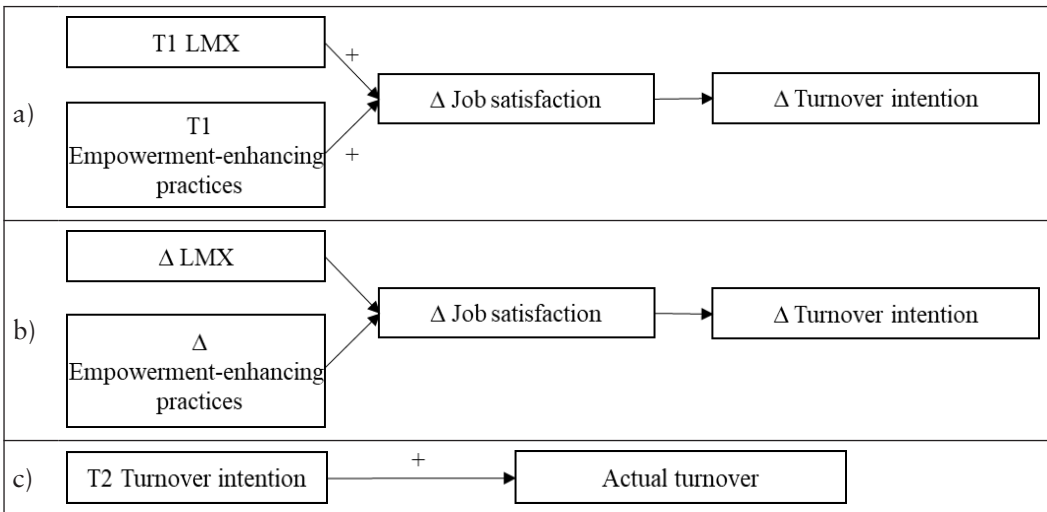 a)
T1 LMX
+
T1
Empowerment-enhancing
practices
+
Δ Job satisfaction
Δ Turnover intention
b)
Δ LMX
Δ
Empowerment-enhancing
practices
Δ Job satisfaction
Δ Turnover intention
c)
T2 Turnover intention
+
Actual turnover